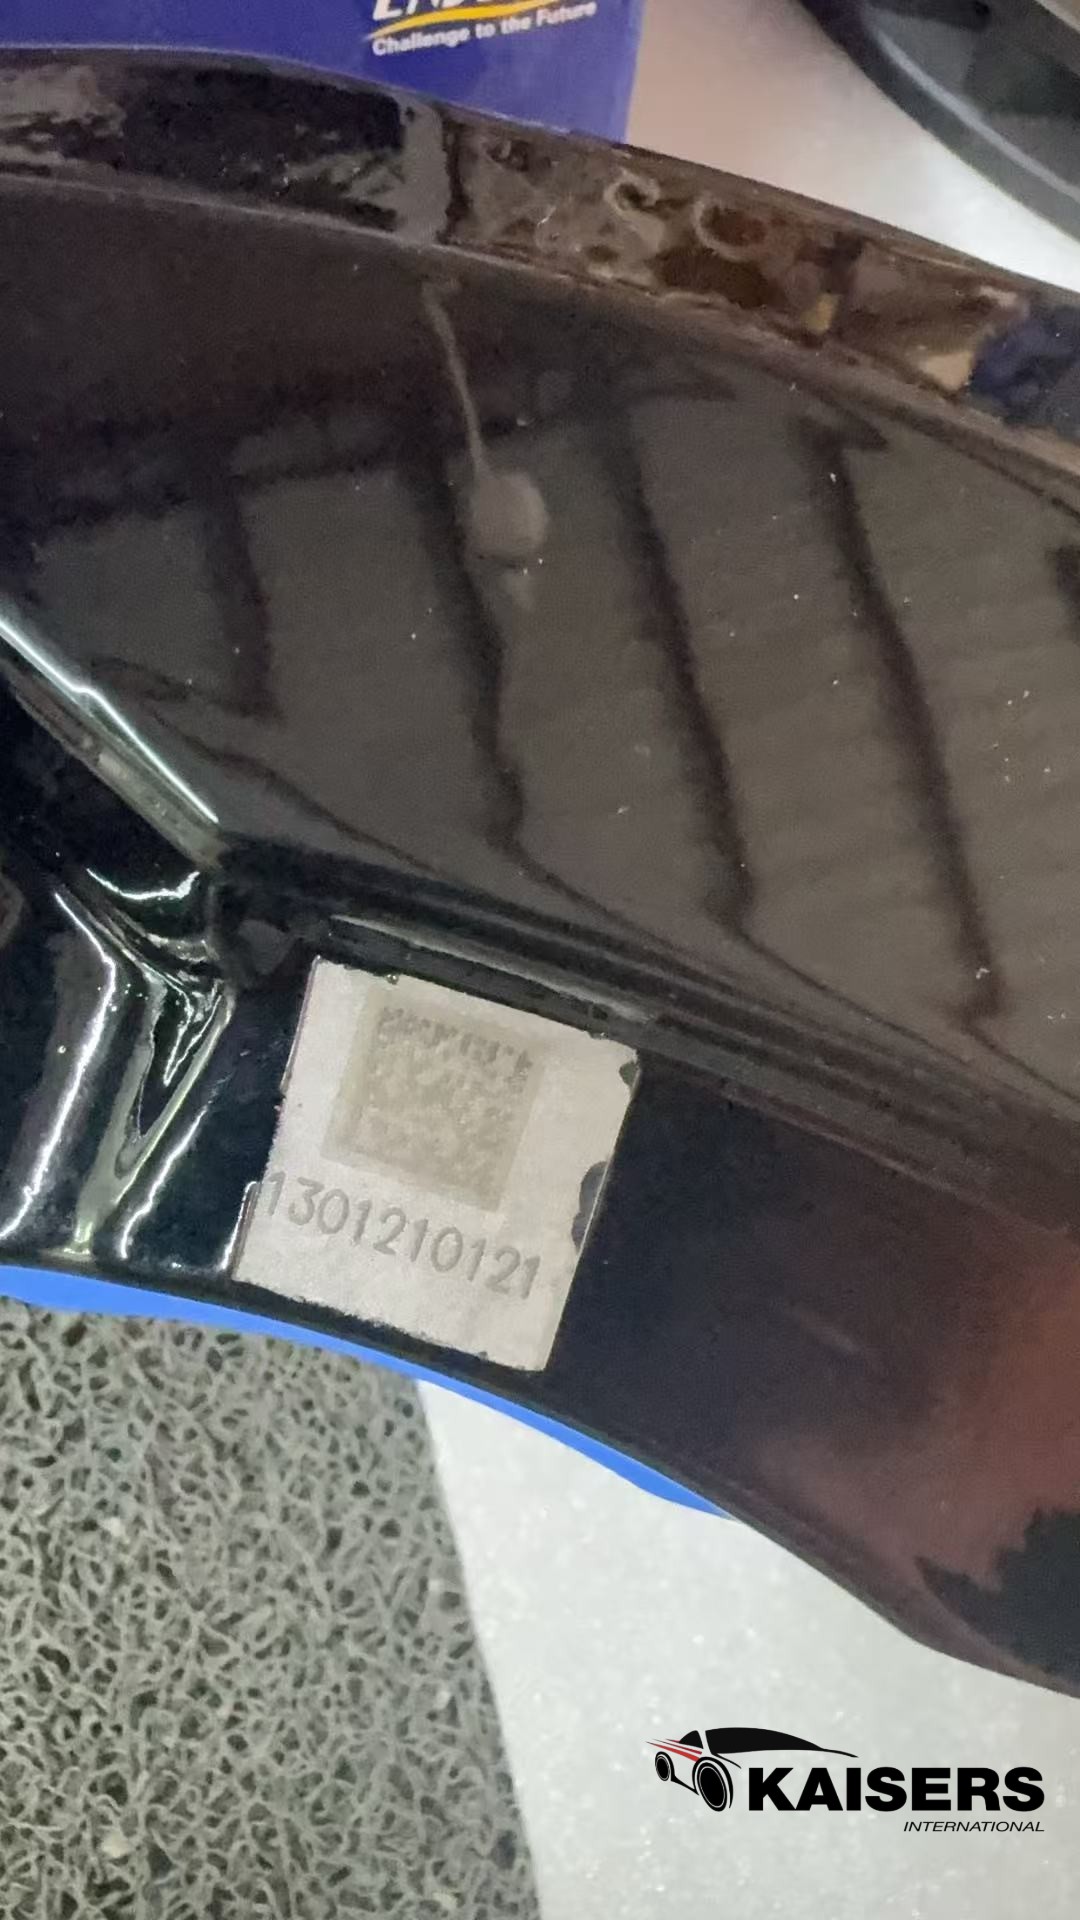 Challenge to the Future
1301210121
KAISERS
INTERNATIONAL